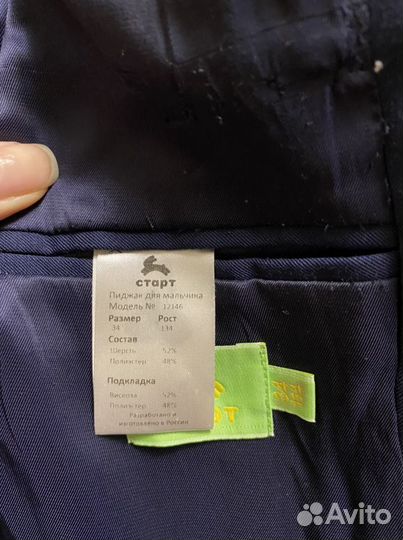 старт
Пиджак для мальчика
Модель № 12146
Размер Рост
34 134
Состав
Шерсть 52%
Полиэстер 48%
Подкладка
Вискоза 52%
Полиэстер 48%
Разработано и
изготовлено в России
Avito